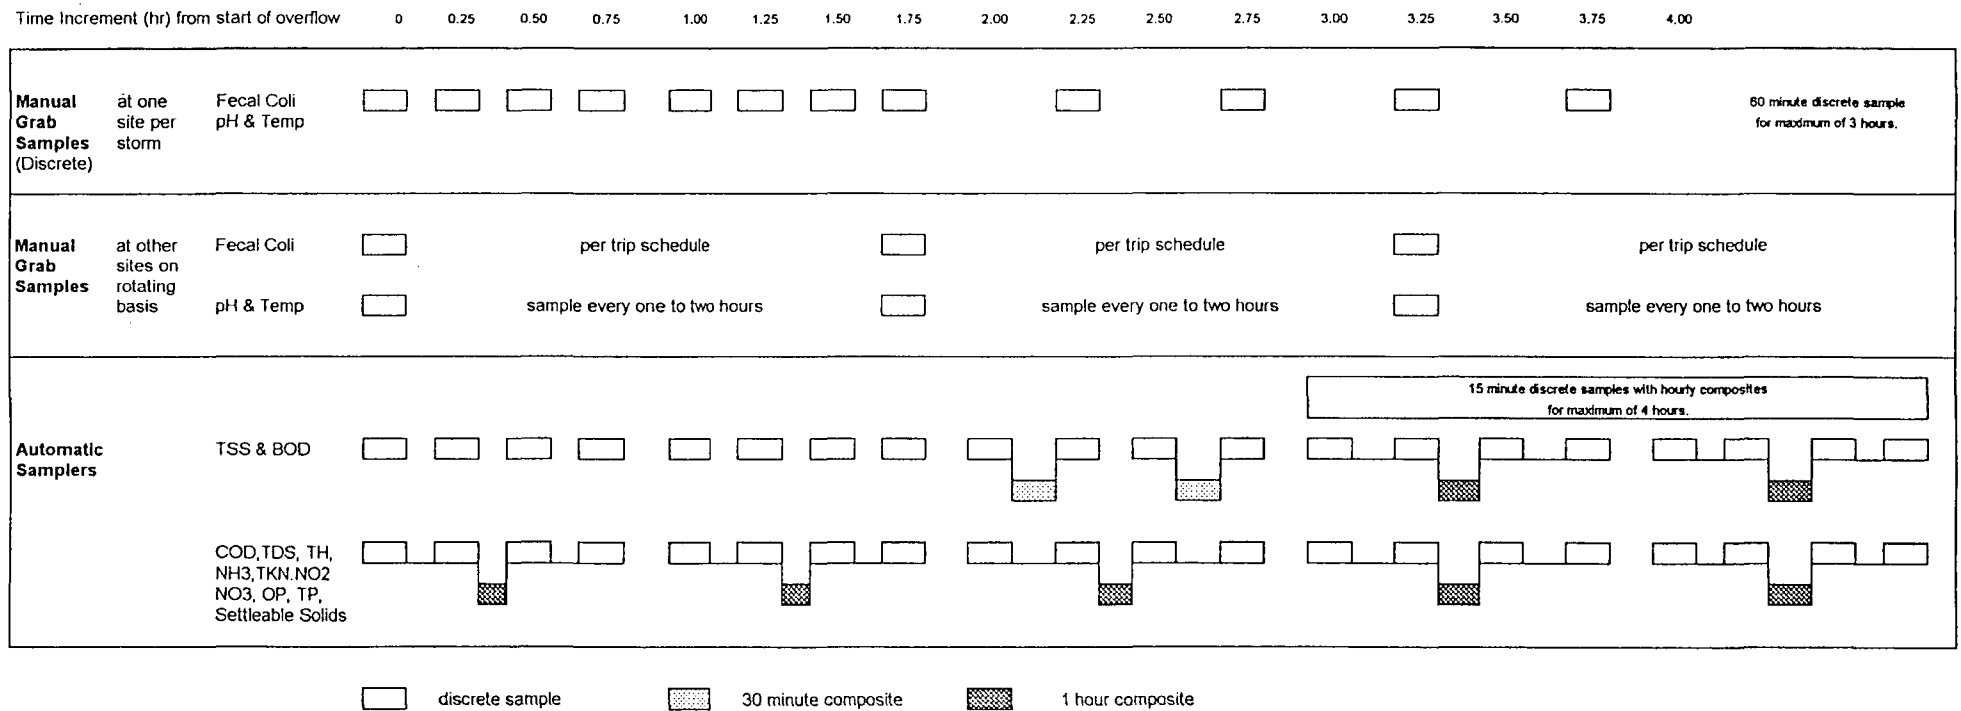 Time Increment (hr) from start of overflow 0 0.25 0.50 0.75 1.00 1.25 1.50 1.75 2.00 2.25 2.50 2.75 3.00 3.25 3.50 3.75 4.00
Manual at one Fecal Coli
Grab site per pH & Temp
Samples storm
(Discrete)
60 minute discrete sample
for maximum of 3 hours.
Manual at other Fecal Coli per trip schedule per trip schedule per trip schedule
Grab sites on
Samples rotating
basis pH & Temp sample every one to two hours sample every one to two hours sample every one to two hours
15 minute discrete samples with hourly composites
for maximum of 4 hours.
Automatic TSS & BOD
Samplers
COD,TDS, TH,
NH3,TKN.NO2
NO3, OP, TP,
Settleable Solids
discrete sample 30 minute composite 1 hour composite